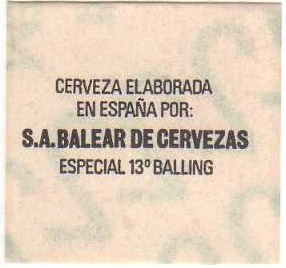 CERVEZA ELABORADA
EN ESPAÑA POR:
S.A. BALEAR DE CERVEZAS
ESPECIAL 13º BALLING